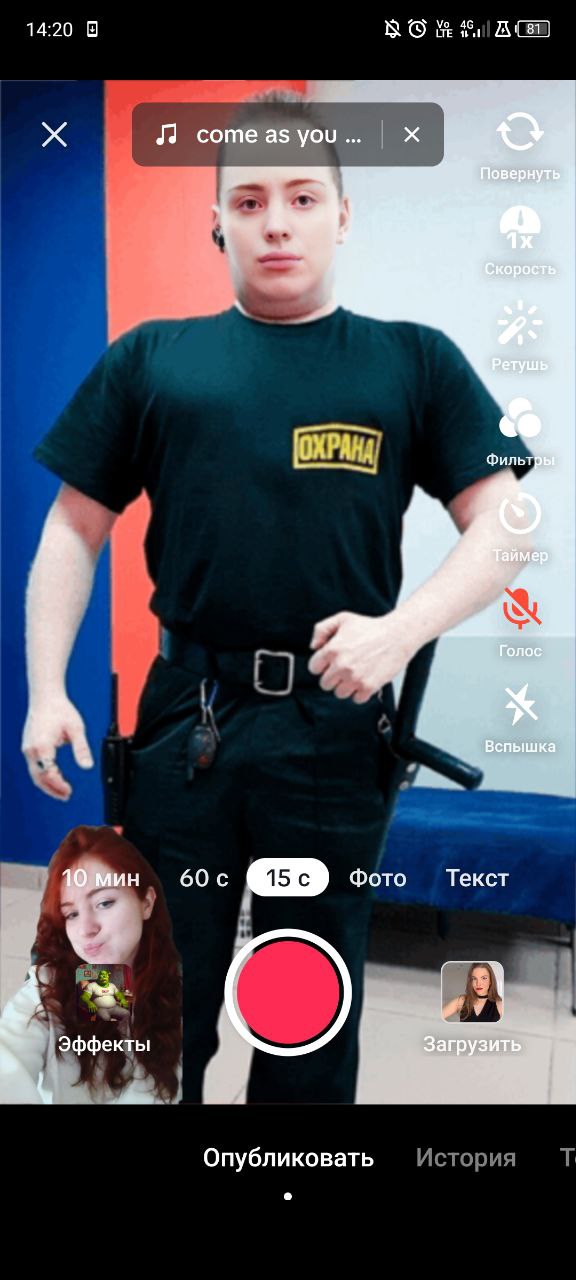 14:20
Vo
LTE
4G
81
come as you ...
Повернуть
1x
Скорость
Ретушь
Фильтры
Таймер
Голос
Вспышка
ОХРАНА
10 мин 60 с 15 с Фото Текст
Эффекты
Загрузить
Опубликовать История Т